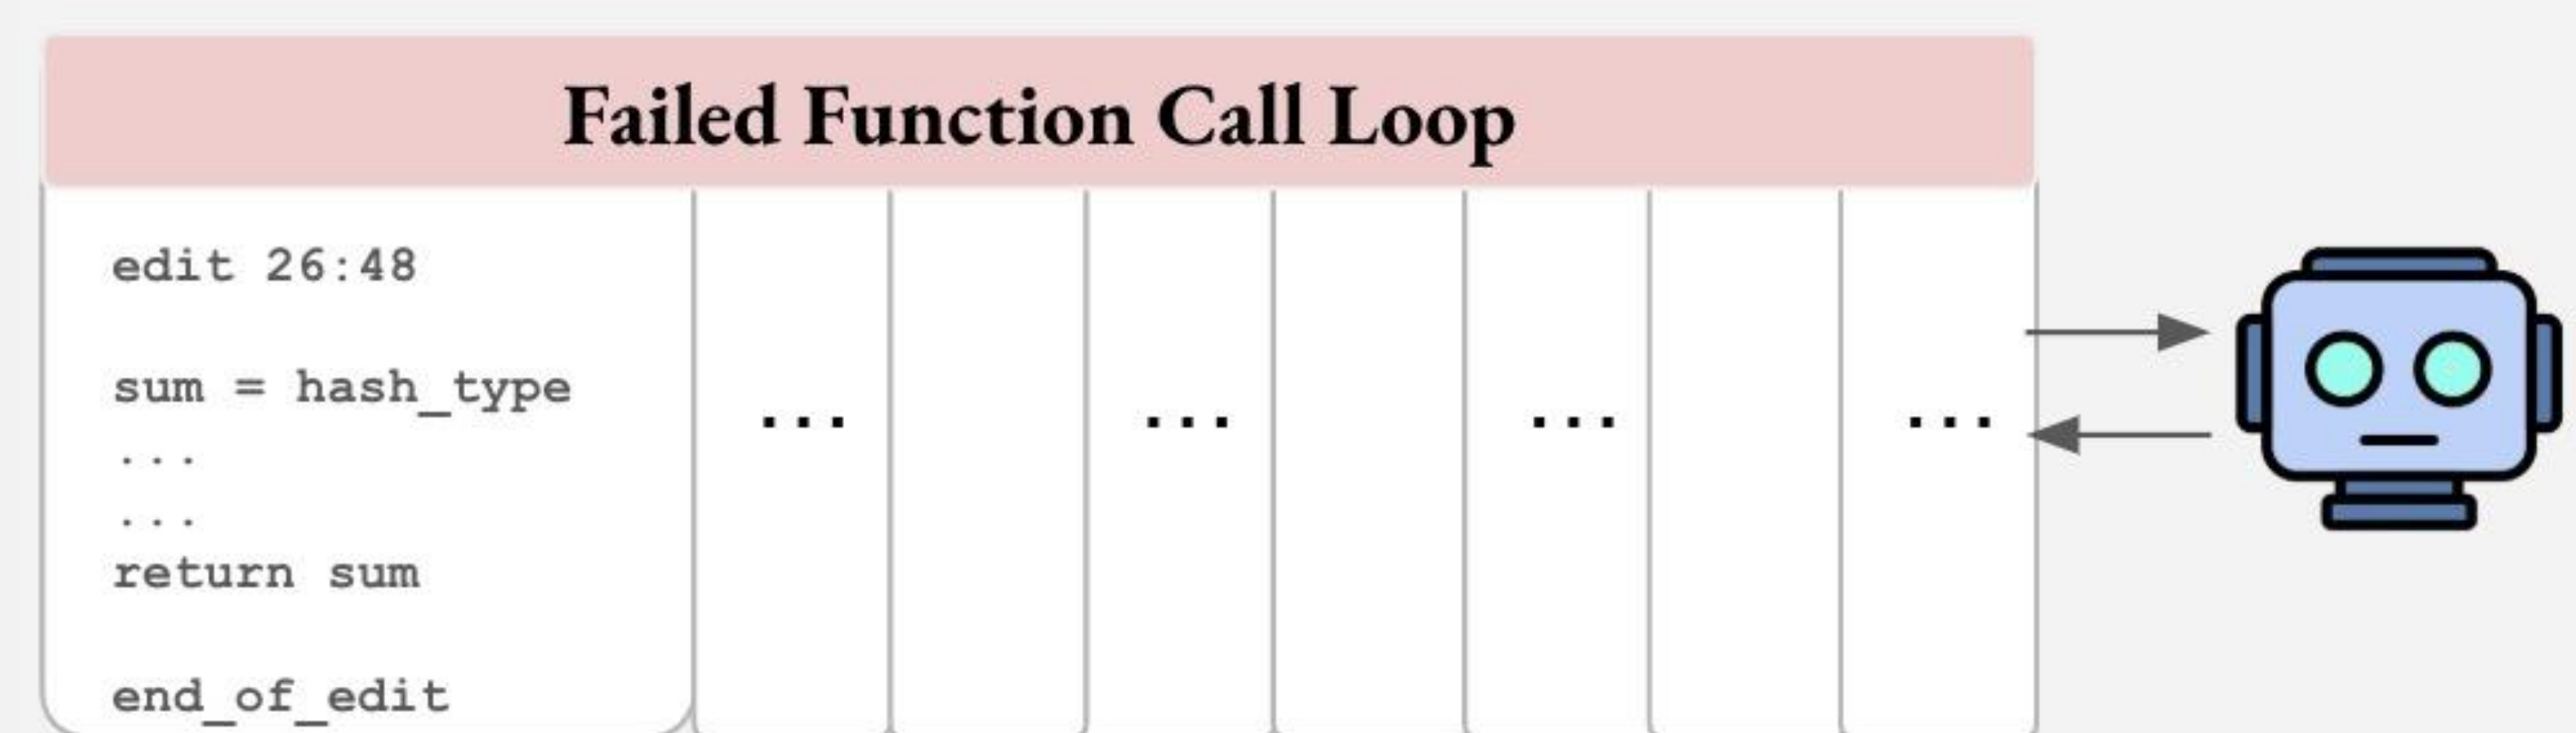 Failed Function Call Loop
edit 26:48
sum = hash_type
...
...
return sum
end_of_edit
... ... ... ...